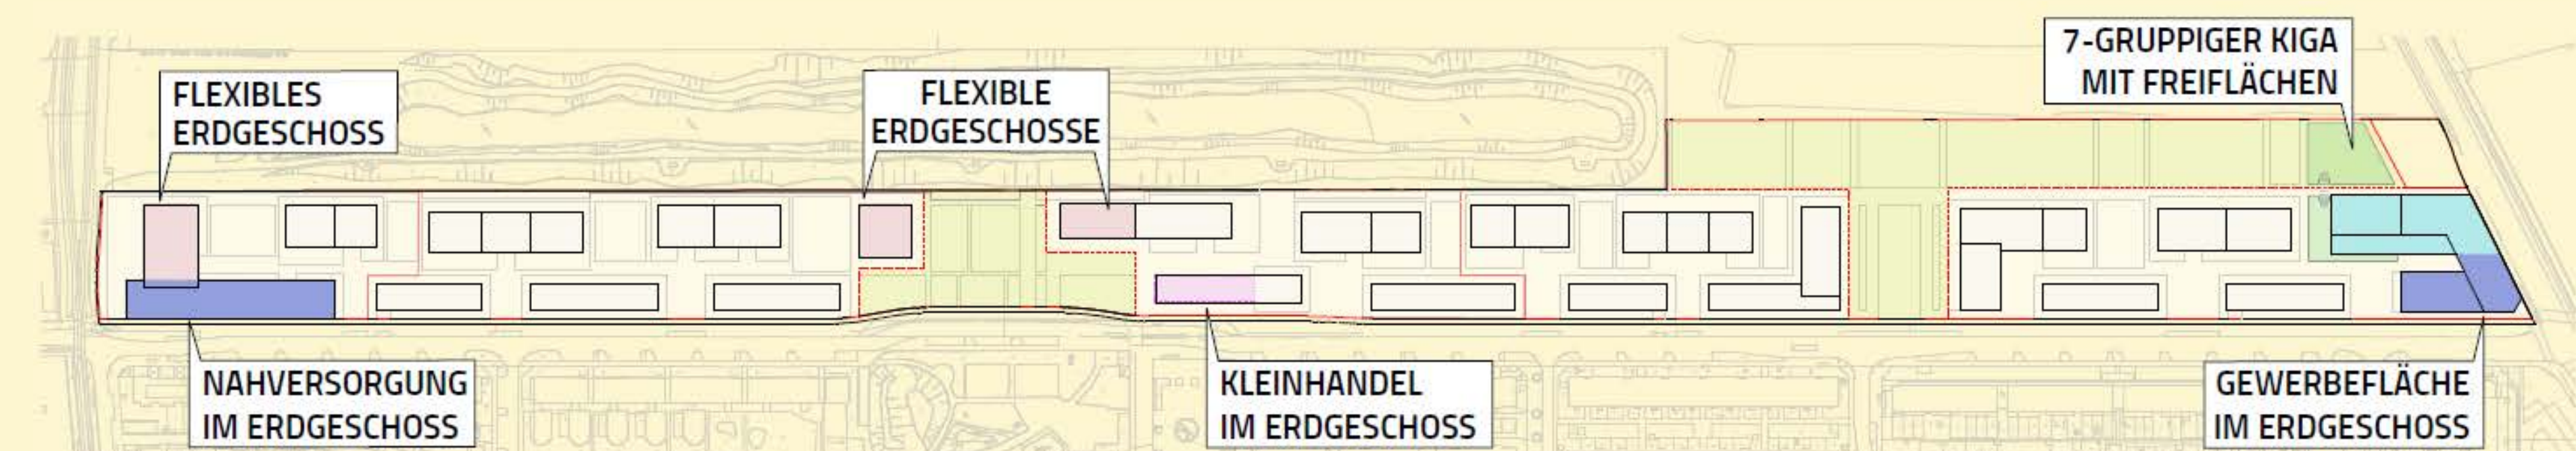 FLEXIBLES
ERDGESCHOSS
FLEXIBLE
ERDGESCHOSSE
7-GRUPPIGER KIGA
MIT FREIFLÄCHEN
NAHVERSORGUNG
IM ERDGESCHOSS
KLEINHANDEL
IM ERDGESCHOSS
GEWERBEFLÄCHE
IM ERDGESCHOSS